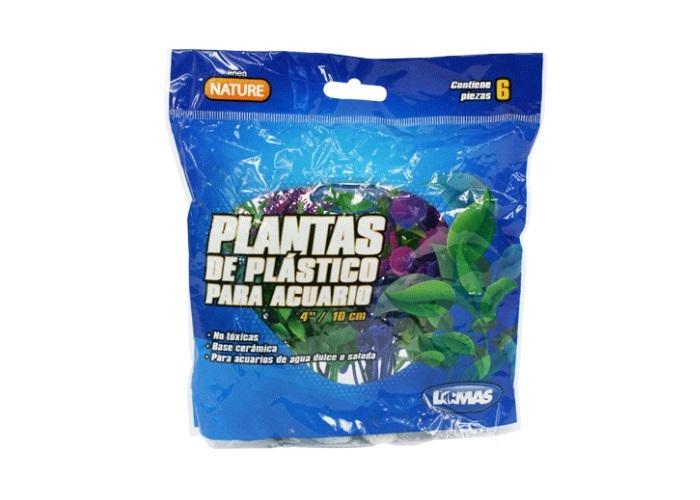 Línea
NATURE
Contiene
piezas 6
PLANTAS
DE PLÁSTICO
PARA ACUARIO
4" / 10 cm
• No tóxicas
• Base cerámica
• Para acuarios de agua dulce o salada
LOMAS